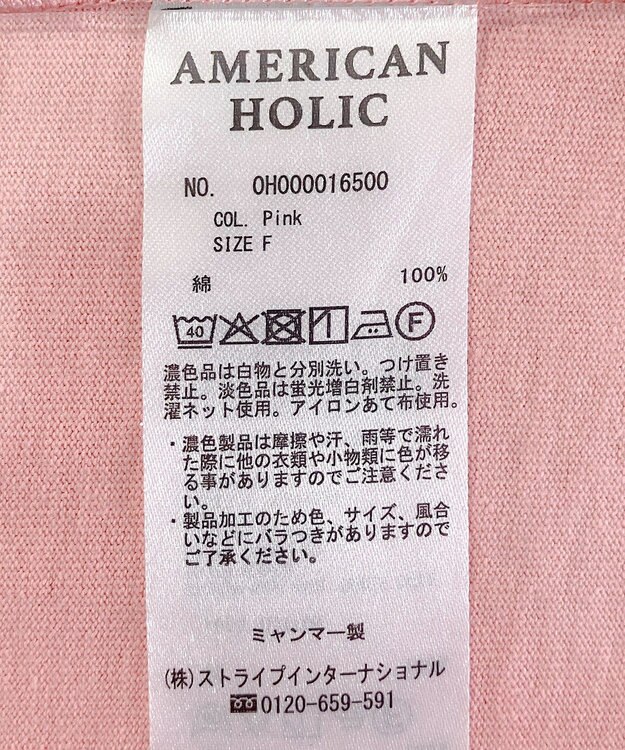 AMERICAN
HOLIC
NO. OH000016500
COL. Pink
SIZE F
綿 100%
40 F
濃色品は白物と分別洗い。つけ置き
禁止。淡色品は蛍光増白剤禁止。洗
濯ネット使用。アイロンあて布使用。
・濃色製品は摩擦や汗、雨等で濡れ
た際に他の衣類や小物類に色が移
る事がありますのでご注意くださ
い。
・製品加工のため色、サイズ、風合
いなどにバラつきがありますので
ご了承ください。
ミャンマー製
(株)ストライプインターナショナル
0120-659-591